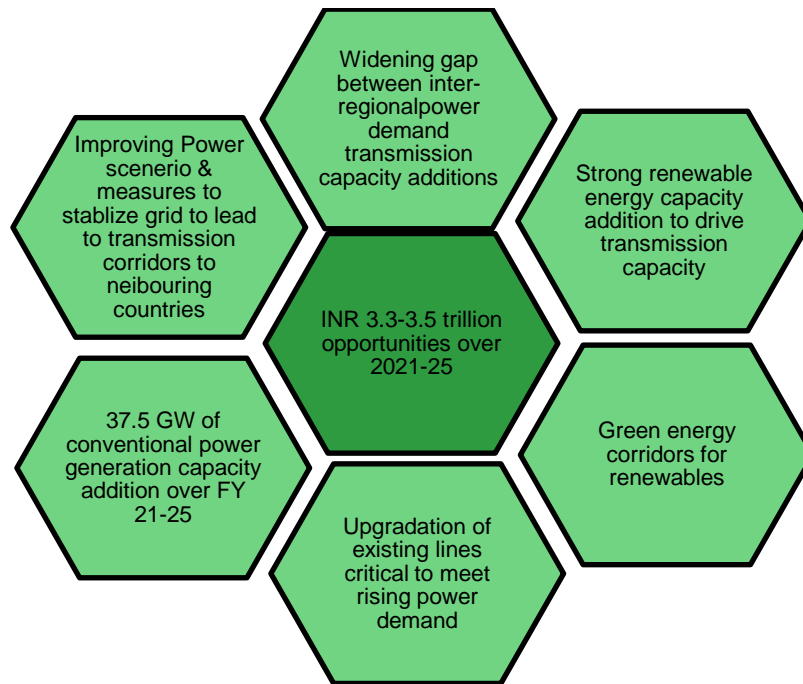 Widening gap
between inter-
regionalpower
demand
transmission
capacity additions
Improving Power
scenerio &
measures to
stablize grid to lead
to transmission
corridors to
neibouring
countries
Strong renewable
energy capacity
addition to drive
transmission
capacity
INR 3.3-3.5 trillion
opportunities over
2021-25
37.5 GW of
conventional power
generation capacity
addition over FY
21-25
Green energy
corridors for
renewables
Upgradation of
existing lines
critical to meet
rising power
demand